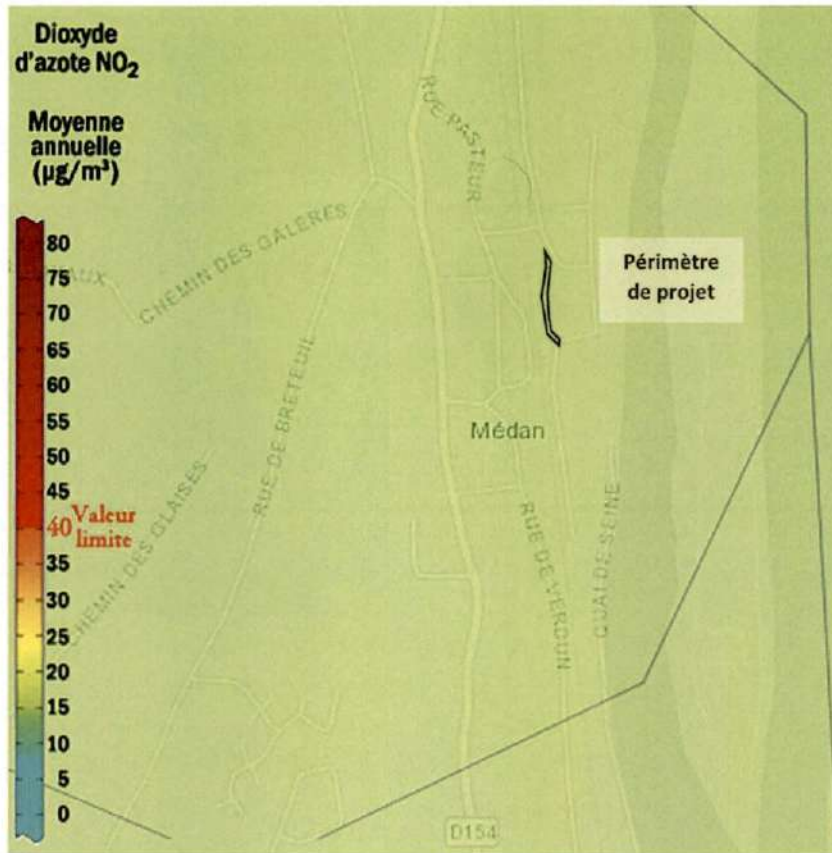 Dioxyde
d'azote NO₂
Moyenne
annuelle
(µg/m³)
80
75
70
65
60
55
50
45
40 Valeur
limite
35
30
25
20
15
10
5
0
RUE PASTEUR
CHEMIN DES GALERES
AUX
Périmètre
de projet
RUE DE BRETEUIL
Médan
CHEMIN DES GLAISES
RUE DE VERDUN
QUAI DE SEINE
D154